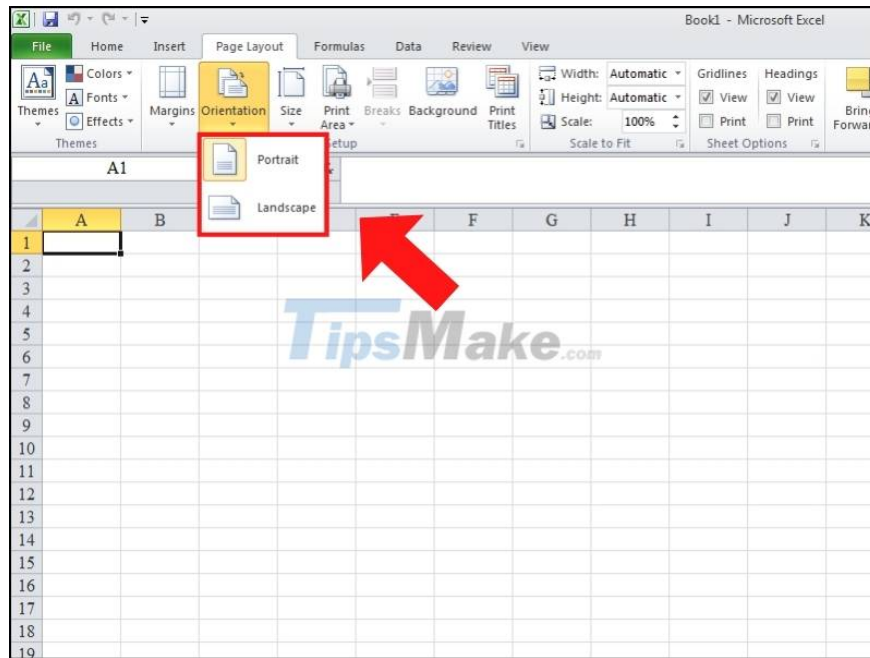 Book1 - Microsoft Excel
File Home Insert Page Layout Formulas Data Review View
Themes Colors Fonts Effects
Margins Orientation Size Print Area Breaks Background Print Titles
Width: Automatic Height: Automatic Scale: 100%
Gridlines View Print Headings View Print
Themes Scale to Fit Sheet Options
Portrait
Landscape
A1
A B F G H I J K
1
2
3
4
5
6
7
8
9
10
11
12
13
14
15
16
17
18
19
TipsMake.com